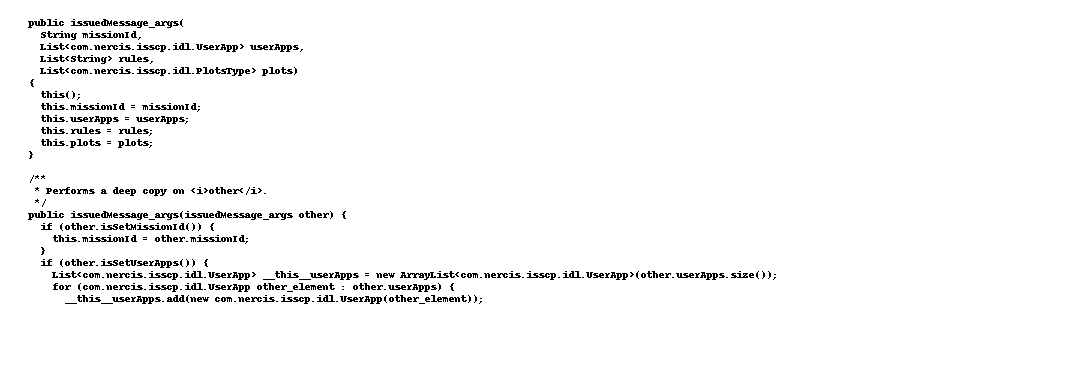 public issuedMessage_args(
String missionId,
List<com.nercis.isscp.idl.UserApp> userApps,
List<String> rules,
List<com.nercis.isscp.idl.PlotsType> plots)
{
this();
this.missionId = missionId;
this.userApps = userApps;
this.rules = rules;
this.plots = plots;
}
/**
* Performs a deep copy on <i>other</i>.
*/
public issuedMessage_args(issuedMessage_args other) {
if (other.isSetMissionId()) {
this.missionId = other.missionId;
}
if (other.isSetUserApps()) {
List<com.nercis.isscp.idl.UserApp> __this__userApps = new ArrayList<com.nercis.isscp.idl.UserApp>(other.userApps.size());
for (com.nercis.isscp.idl.UserApp other_element : other.userApps) {
__this__userApps.add(new com.nercis.isscp.idl.UserApp(other_element));